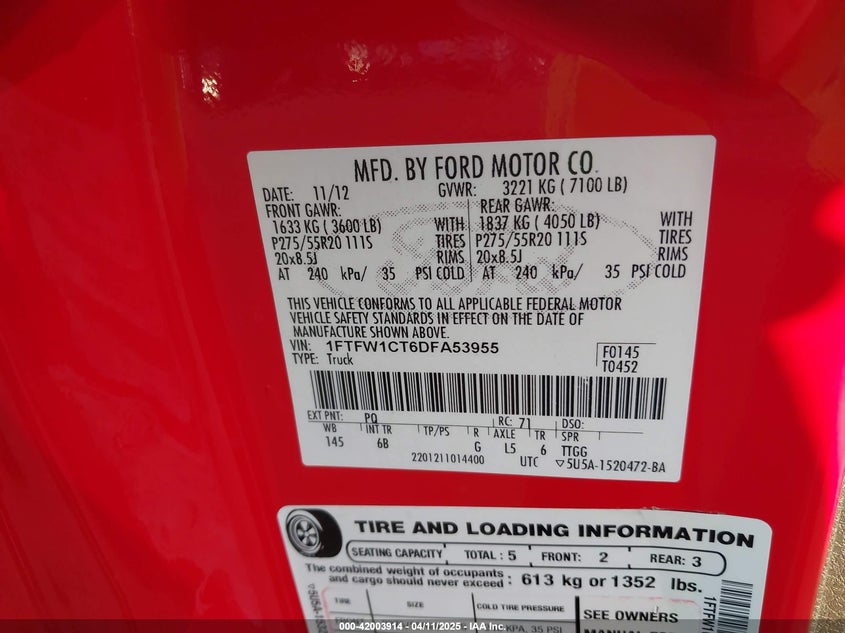 MFD. BY FORD MOTOR CO.
DATE: 11/12 GVWR: 3221 KG ( 7100 LB)
FRONT GAWR: REAR GAWR:
1633 KG ( 3600 LB) WITH 1837 KG ( 4050 LB) WITH
P275/55R20 111S TIRES P275/55R20 111S TIRES
20x8.5J RIMS 20x8.5J RIMS
AT 240 kPa/ 35 PSI COLD AT 240 kPa/ 35 PSI COLD
Ford
THIS VEHICLE CONFORMS TO ALL APPLICABLE FEDERAL MOTOR
VEHICLE SAFETY STANDARDS IN EFFECT ON THE DATE OF
MANUFACTURE SHOWN ABOVE.
VIN: 1FTFW1CT6DFA53955 F0145
TYPE: Truck T0452
EXT PNT: PQ RC: 71 DSO:
WB INT TR TP/PS R AXLE TR SPR
145 6B G L5 6 TTGG
2201211014400 UTC ▽5U5A-1520472-BA
TIRE AND LOADING INFORMATION
SEATING CAPACITY TOTAL : 5 FRONT : 2 REAR : 3
The combined weight of occupants
and cargo should never exceed : 613 kg or 1352 lbs.
TIRE SIZE COLD TIRE PRESSURE SEE OWNERS
KPA, 35 PSI
000-42003914 - 04/11/2025 - IAA Inc.